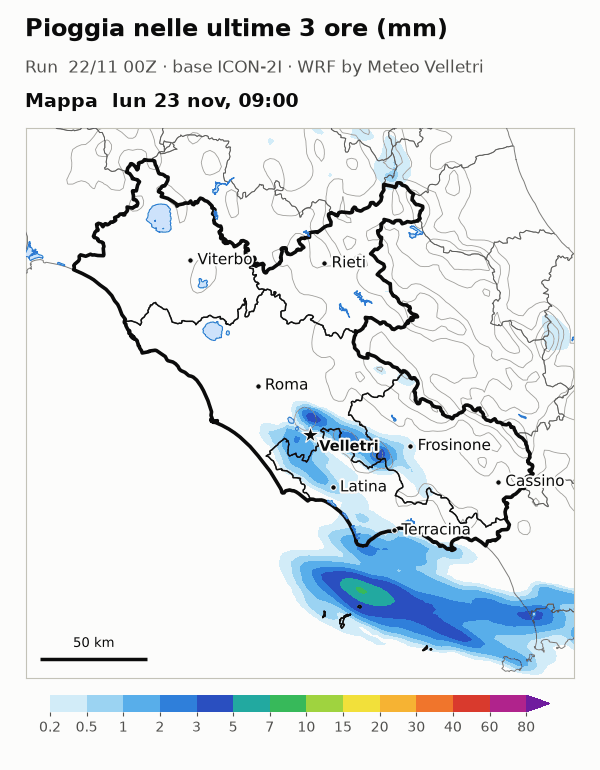 Pioggia nelle ultime 3 ore (mm)
Run  22/11 00Z · base ICON-2I · WRF by Meteo Velletri
Mappa  lun 23 nov, 09:00
Viterbo
Rieti
Roma
Velletri
Frosinone
Latina
Cassino
Terracina
50 km
0.2 0.5 1 2 3 5 7 10 15 20 30 40 60 80